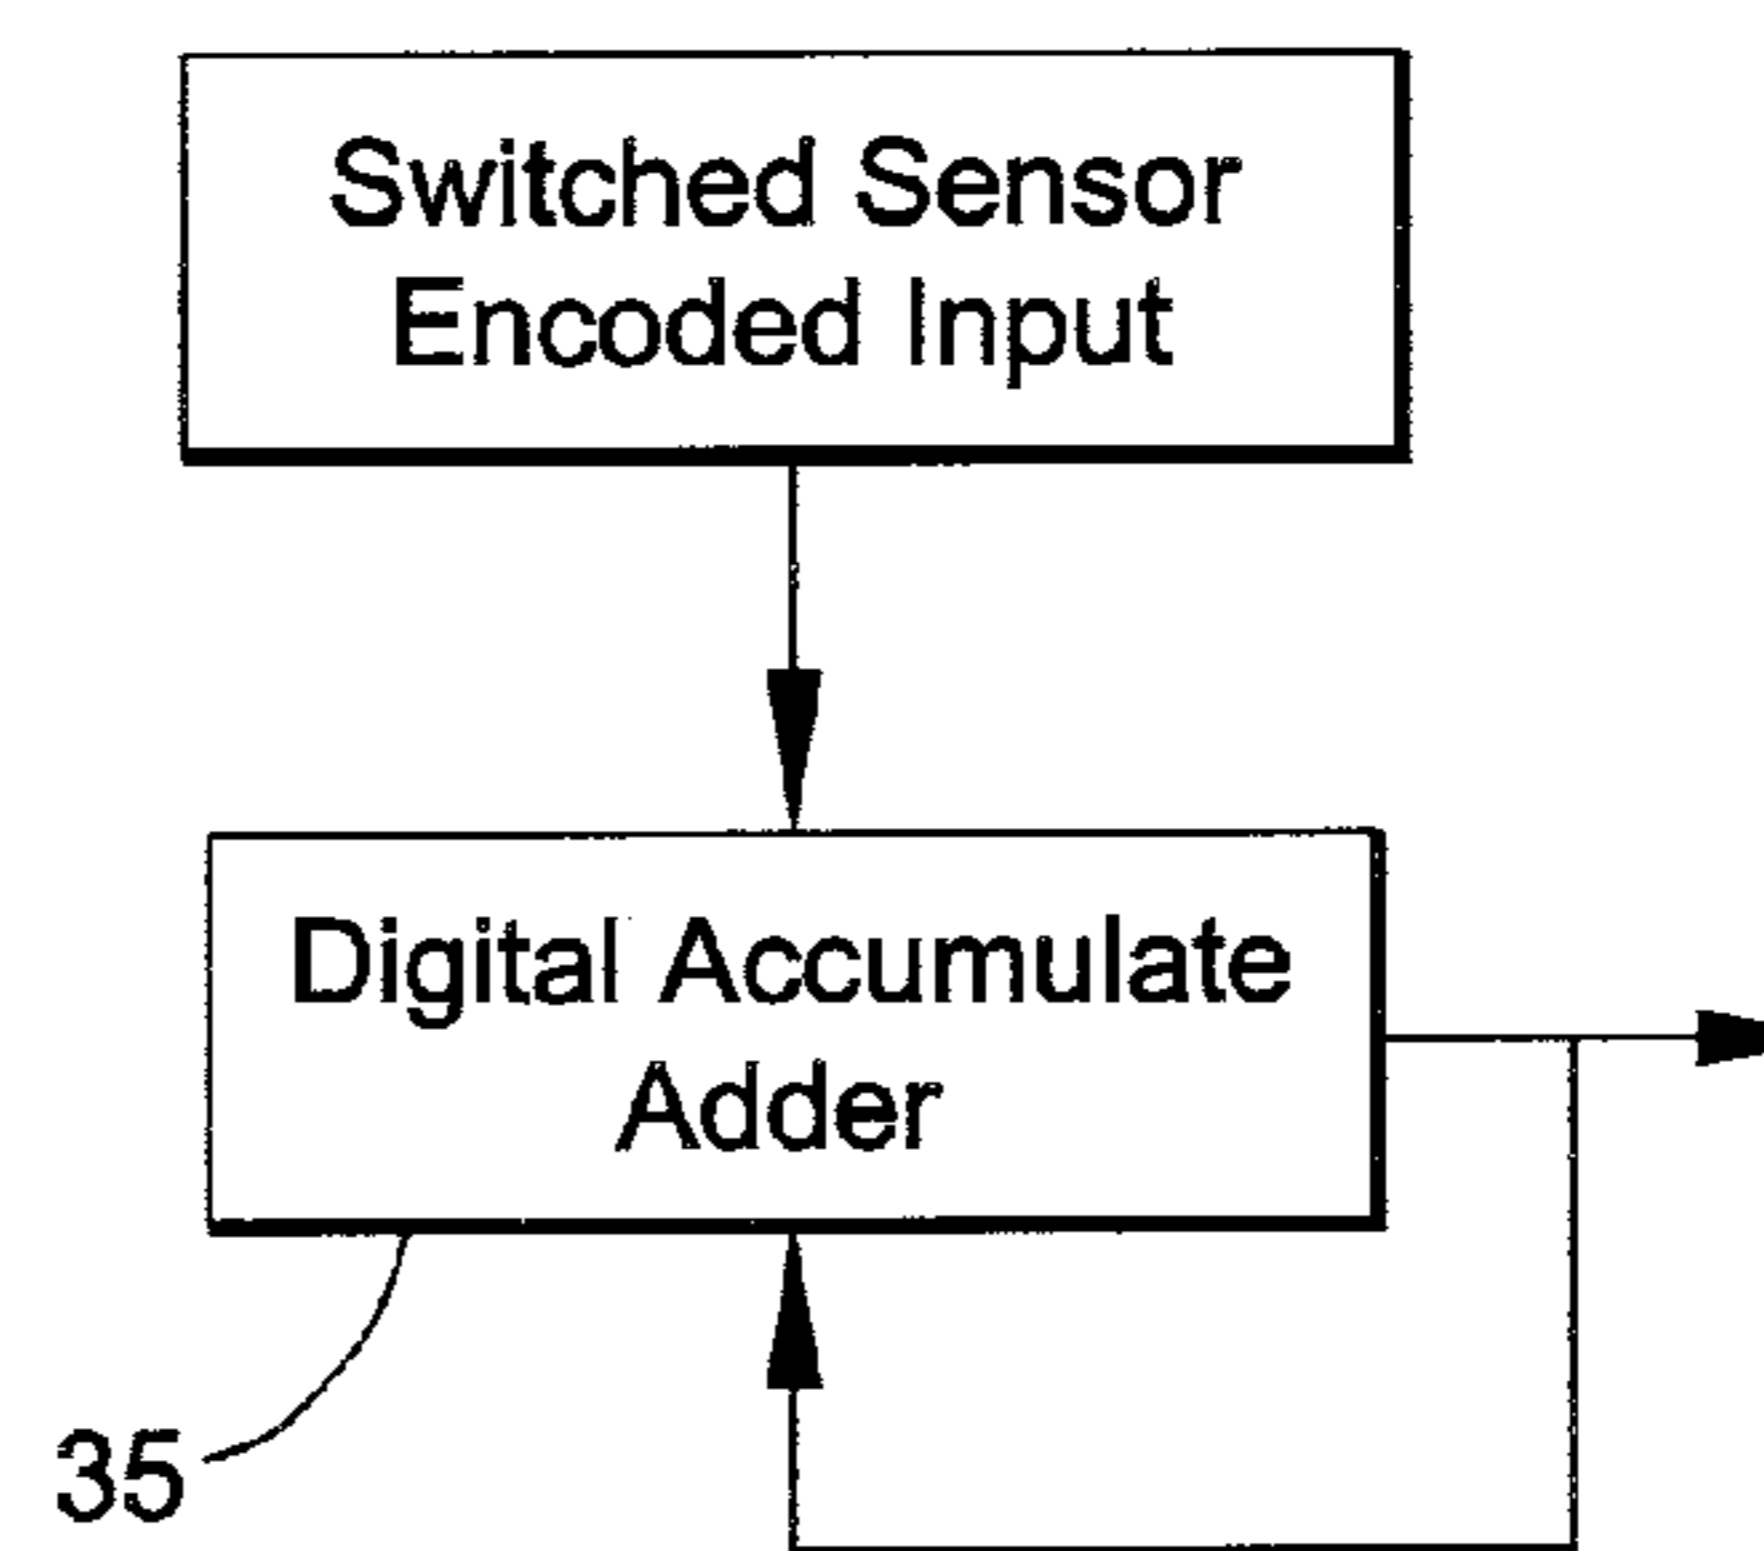 Switched Sensor
Encoded Input
Digital Accumulate
Adder
35